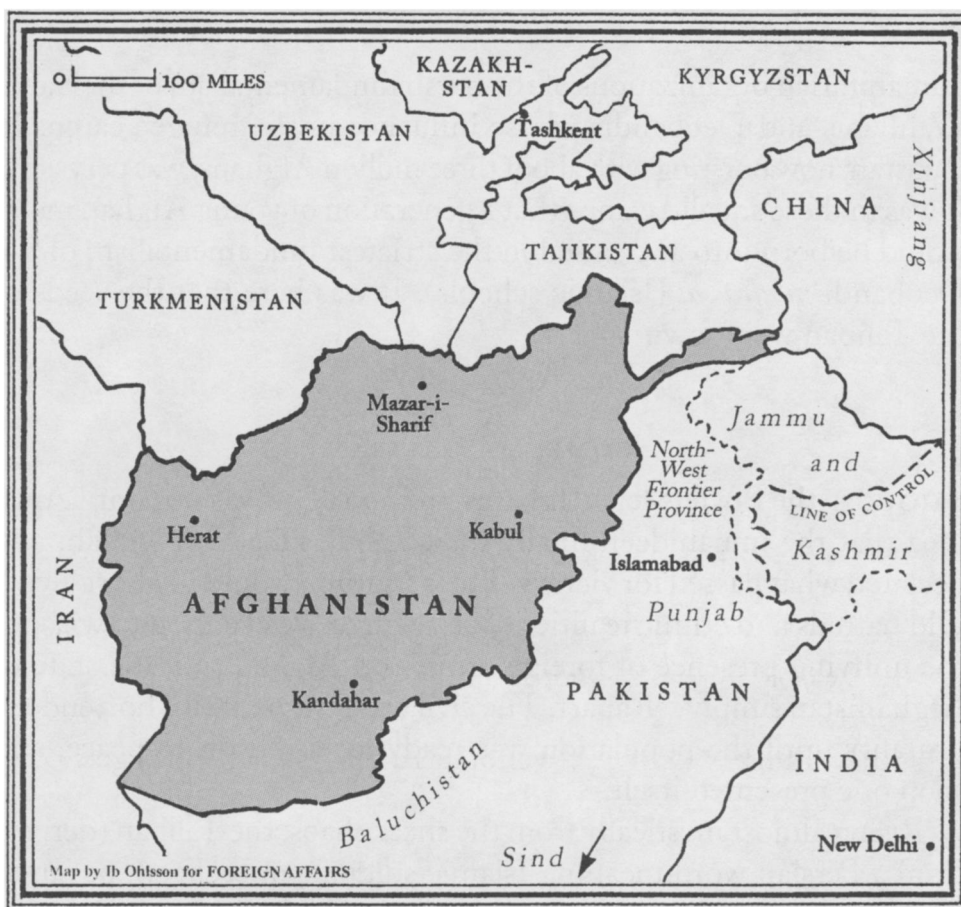 0 100 MILES
KAZAKH-
STAN
KYRGYZSTAN
UZBEKISTAN
Tashkent
Xinjiang
CHINA
TAJIKISTAN
TURKMENISTAN
Mazar-i-
Sharif
Jammu
North-
West
Frontier
Province
and
LINE OF CONTROL
Herat
Kabul
Kashmir
Islamabad
IRAN
AFGHANISTAN
Punjab
Kandahar
PAKISTAN
INDIA
Baluchistan
Sind
New Delhi
Map by Ib Ohlsson for FOREIGN AFFAIRS